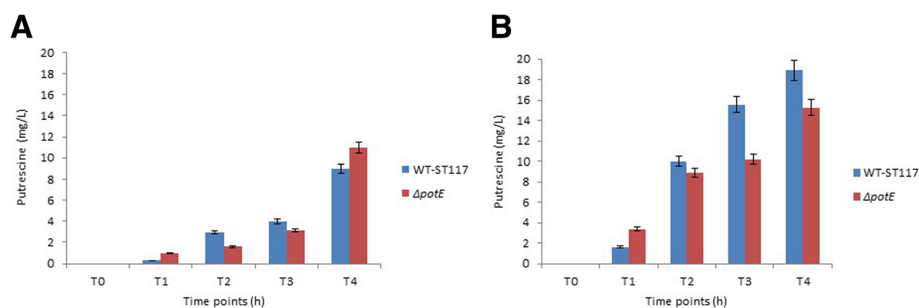 A
Putrescine (mg/L)
20
18
16
14
12
10
8
6
4
2
0
T0 T1 T2 T3 T4
Time points (h)
WT-ST117
ΔpotE
B
Putrescine (mg/L)
20
18
16
14
12
10
8
6
4
2
0
T0 T1 T2 T3 T4
Time points (h)
WT-ST117
ΔpotE